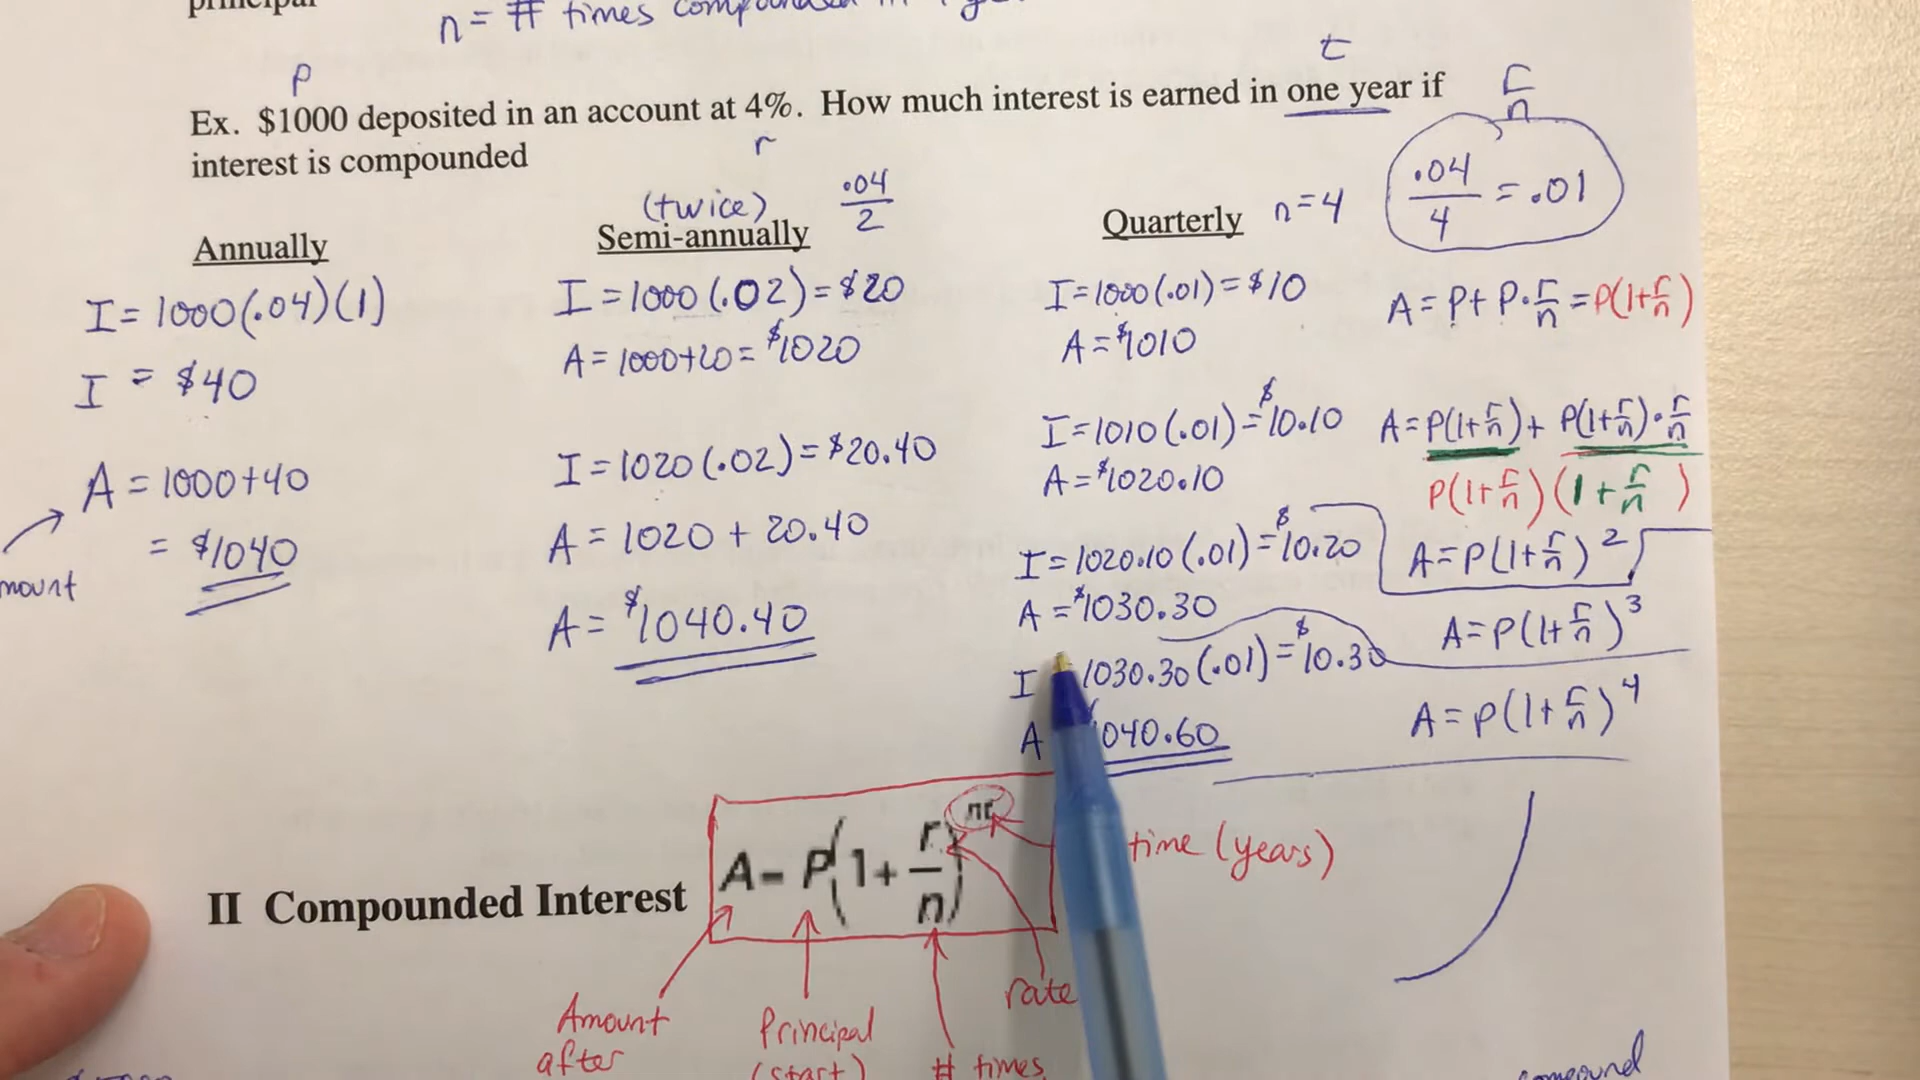 n = # times compounded in
P
t
Ex. $1000 deposited in an account at 4%. How much interest is earned in one year if
interest is compounded
r
r/n
.04/4 = .01
Annually
I = 1000(.04)(1)
I = $40
A = 1000+40
= $1040
mount
(twice)
.04/2
Semi-annually
I = 1000(.02) = $20
A = 1000+20 = $1020
I = 1020(.02) = $20.40
A = 1020 + 20.40
A = $1040.40
Quarterly n=4
I = 1000(.01) = $10
A = $1010
I = 1010(.01) = $10.10
A = $1020.10
I = 1020.10(.01) = $10.20
A = $1030.30
I 1030.30(.01) = $10.30
A 040.60
A = P + P·r/n = P(1+r/n)
A = P(1+r/n) + P(1+r/n)·r/n
P(1+r/n)(1+r/n)
A = P(1+r/n)^2
A = P(1+r/n)^3
A = P(1+r/n)^4
II Compounded Interest A = P(1 + r/n)^nt
time (years)
rate
Amount
after
Principal
(start)
# times
compound